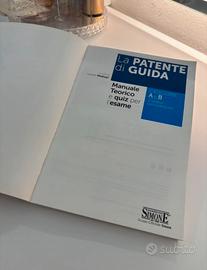 La PATENTE
di GUIDA
Manuale
Teorico
e quiz per
l'esame
A B
SIMONE
subito